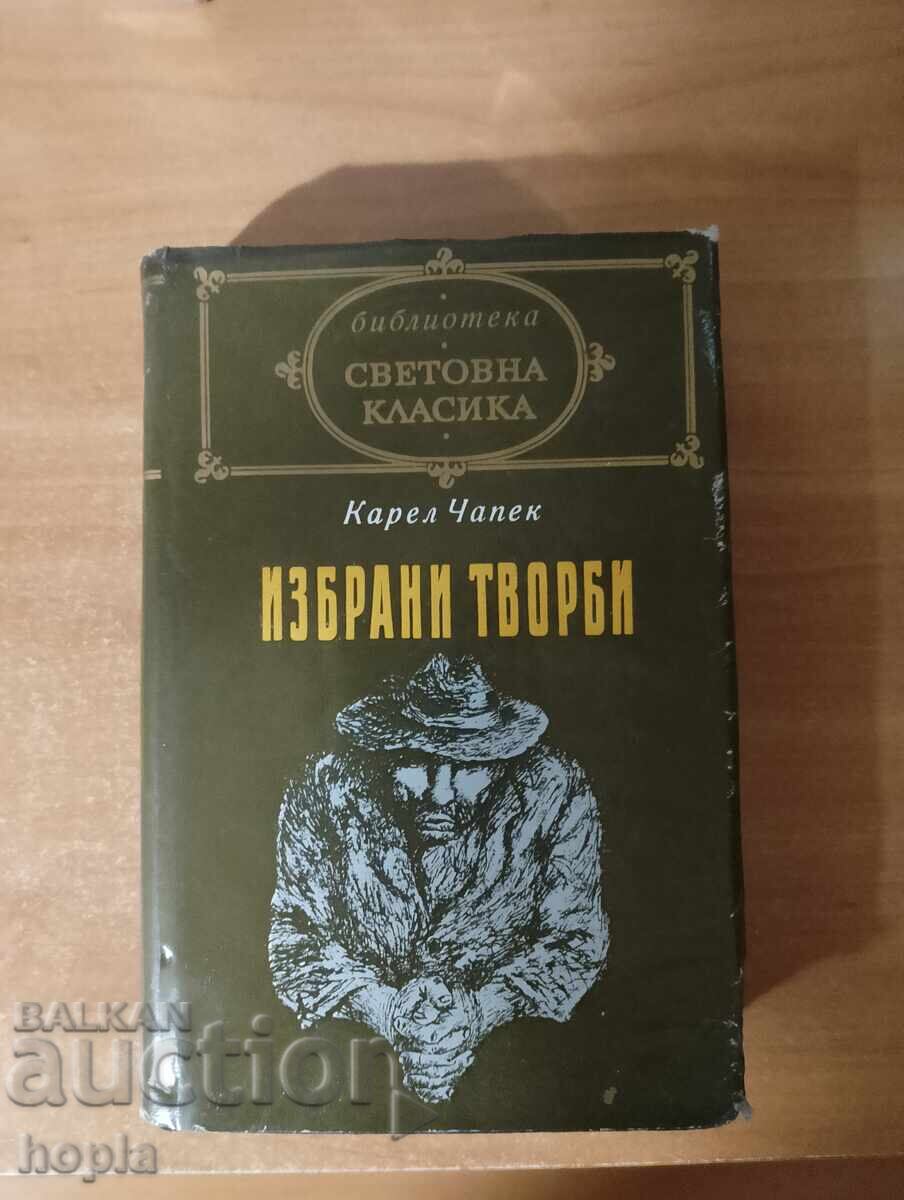 библиотека
СВЕТОВНА
КЛАСИКА
Карел Чапек
ИЗБРАНИ ТВОРБИ
BALKAN
auction
hopla